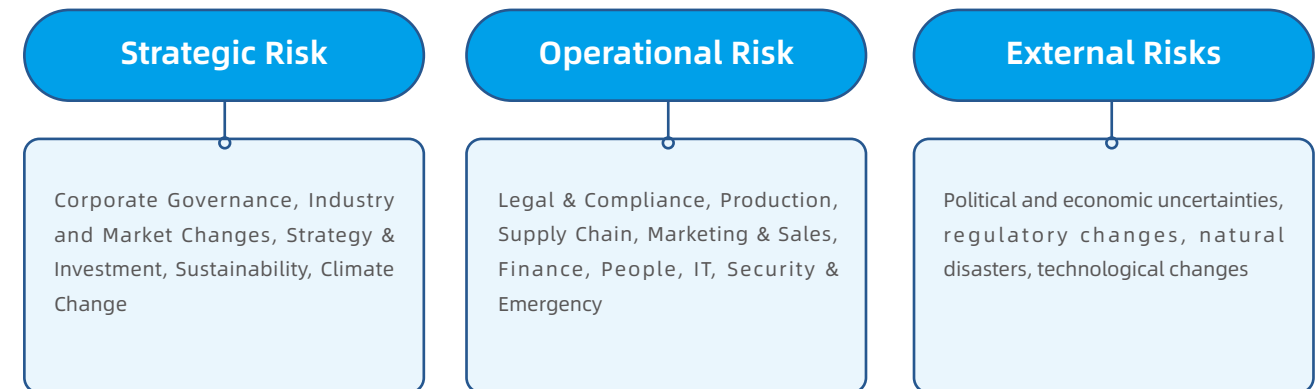 Strategic Risk
Corporate Governance, Industry
and Market Changes, Strategy &
Investment, Sustainability, Climate
Change
Operational Risk
Legal & Compliance, Production,
Supply Chain, Marketing & Sales,
Finance, People, IT, Security &
Emergency
External Risks
Political and economic uncertainties,
regulatory changes, natural
disasters, technological changes